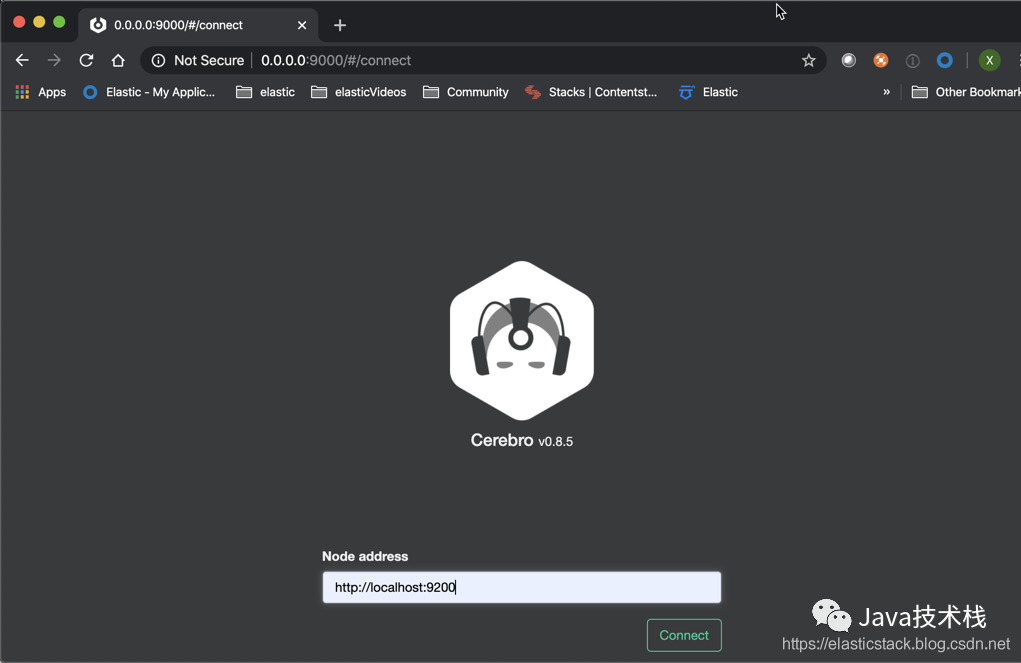 0.0.0.0:9000/#/connect
Not Secure 0.0.0.0:9000/#/connect
X
Apps Elastic - My Applic... elastic elasticVideos Community Stacks | Contentst... Elastic » Other Bookmark
Cerebro v0.8.5
Node address
http://localhost:9200
Connect
Java技术栈
https://elasticstack.blog.csdn.net